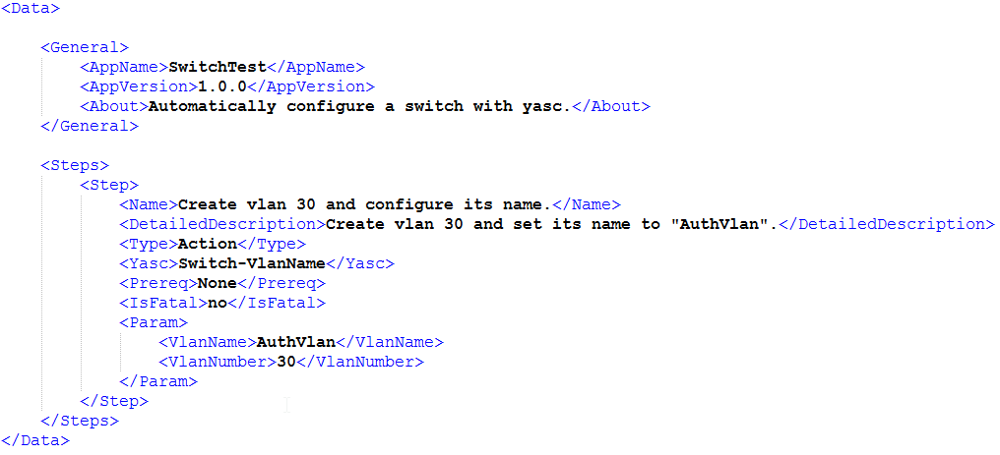 <Data>
<General>
<AppName>SwitchTest</AppName>
<AppVersion>1.0.0</AppVersion>
<About>Automatically configure a switch with yasc.</About>
</General>
<Steps>
<Step>
<Name>Create vlan 30 and configure its name.</Name>
<DetailedDescription>Create vlan 30 and set its name to "AuthVlan".</DetailedDescription>
<Type>Action</Type>
<Yasc>Switch-VlanName</Yasc>
<Prereq>None</Prereq>
<IsFatal>no</IsFatal>
<Param>
<VlanName>AuthVlan</VlanName>
<VlanNumber>30</VlanNumber>
</Param>
</Step>
</Steps>
</Data>